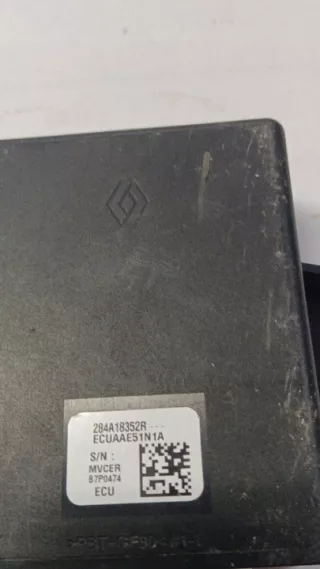 284A18352R---
ECUAAE51N1A
S/N :
MVCER
B7P0474
ECU